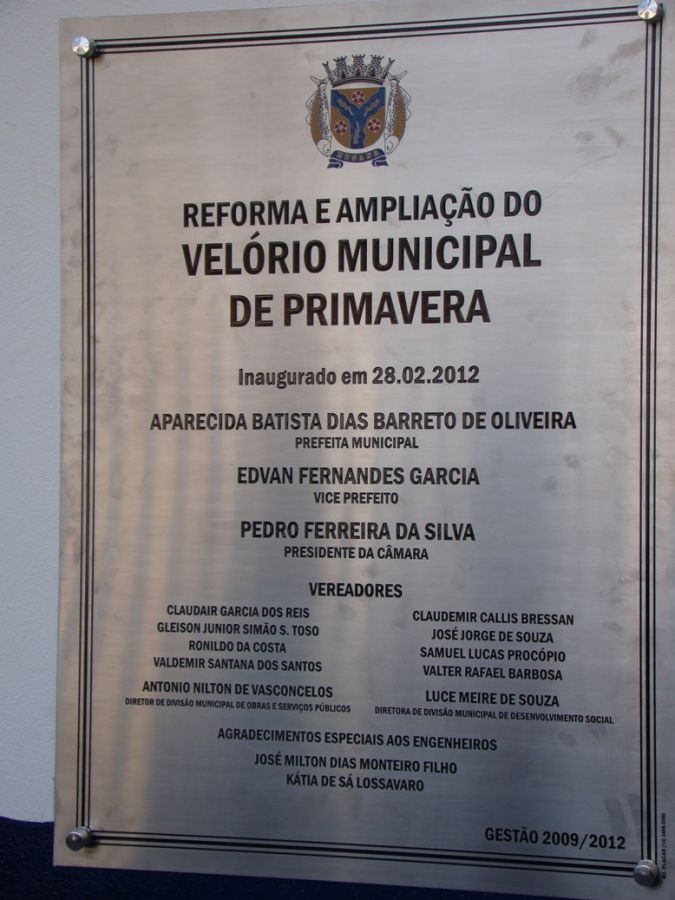 ROSANA
REFORMA E AMPLIAÇÃO DO
VELÓRIO MUNICIPAL
DE PRIMAVERA
Inaugurado em 28.02.2012
APARECIDA BATISTA DIAS BARRETO DE OLIVEIRA
PREFEITA MUNICIPAL
EDVAN FERNANDES GARCIA
VICE PREFEITO
PEDRO FERREIRA DA SILVA
PRESIDENTE DA CÂMARA
VEREADORES
CLAUDAIR GARCIA DOS REIS
GLEISON JUNIOR SIMÃO S. TOSO
RONILDO DA COSTA
VALDEMIR SANTANA DOS SANTOS
CLAUDEMIR CALLIS BRESSAN
JOSÉ JORGE DE SOUZA
SAMUEL LUCAS PROCÓPIO
VALTER RAFAEL BARBOSA
ANTONIO NILTON DE VASCONCELOS
DIRETOR DE DIVISÃO MUNICIPAL DE OBRAS E SERVIÇOS PÚBLICOS
LUCE MEIRE DE SOUZA
DIRETORA DE DIVISÃO MUNICIPAL DE DESENVOLVIMENTO SOCIAL
AGRADECIMENTOS ESPECIAIS AOS ENGENHEIROS
JOSÉ MILTON DIAS MONTEIRO FILHO
KÁTIA DE SÁ LOSSAVARO
GESTÃO 2009/2012